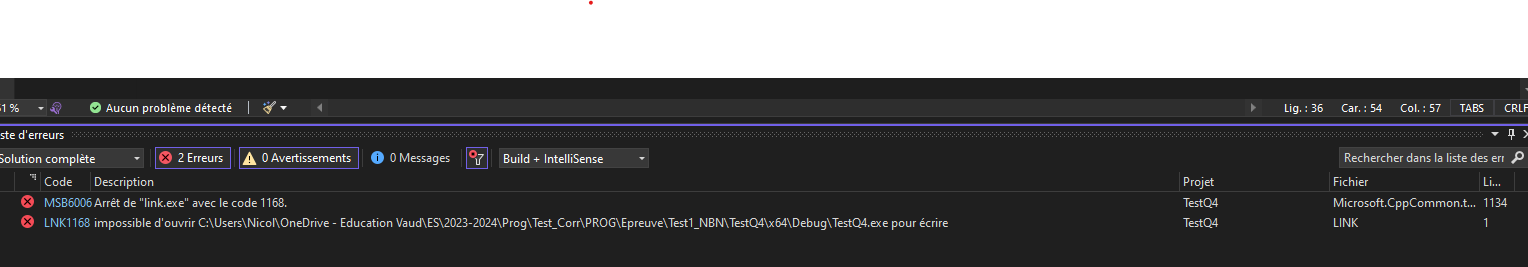 Aucun problème détecté Lig. : 36 Car. : 54 Col. : 57 TABS CRLF
Solution complète 2 Erreurs 0 Avertissements 0 Messages Build + IntelliSense Rechercher dans la liste des err
Code Description Projet Fichier Li...
MSB6006 Arrêt de "link.exe" avec le code 1168. TestQ4 Microsoft.CppCommon.t... 1134
LNK1168 impossible d'ouvrir C:\Users\Nicol\OneDrive - Education Vaud\ES\2023-2024\Prog\Test_Corr\PROG\Epreuve\Test1_NBN\TestQ4\x64\Debug\TestQ4.exe pour écrire TestQ4 LINK 1